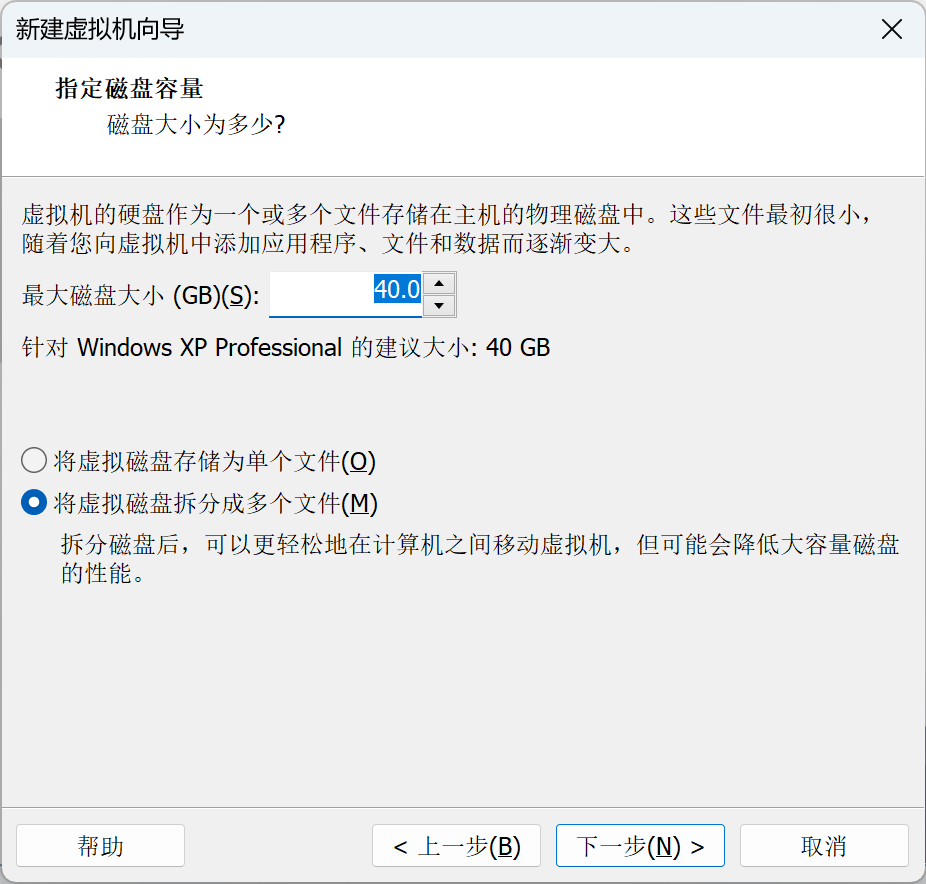 新建虚拟机向导
指定磁盘容量
磁盘大小为多少?
虚拟机的硬盘作为一个或多个文件存储在主机的物理磁盘中。这些文件最初很小，
随着您向虚拟机中添加应用程序、文件和数据而逐渐变大。
最大磁盘大小 (GB)(S): 40.0
针对 Windows XP Professional 的建议大小: 40 GB
将虚拟磁盘存储为单个文件(O)
将虚拟磁盘拆分成多个文件(M)
拆分磁盘后，可以更轻松地在计算机之间移动虚拟机，但可能会降低大容量磁盘
的性能。
帮助 < 上一步(B) 下一步(N) > 取消